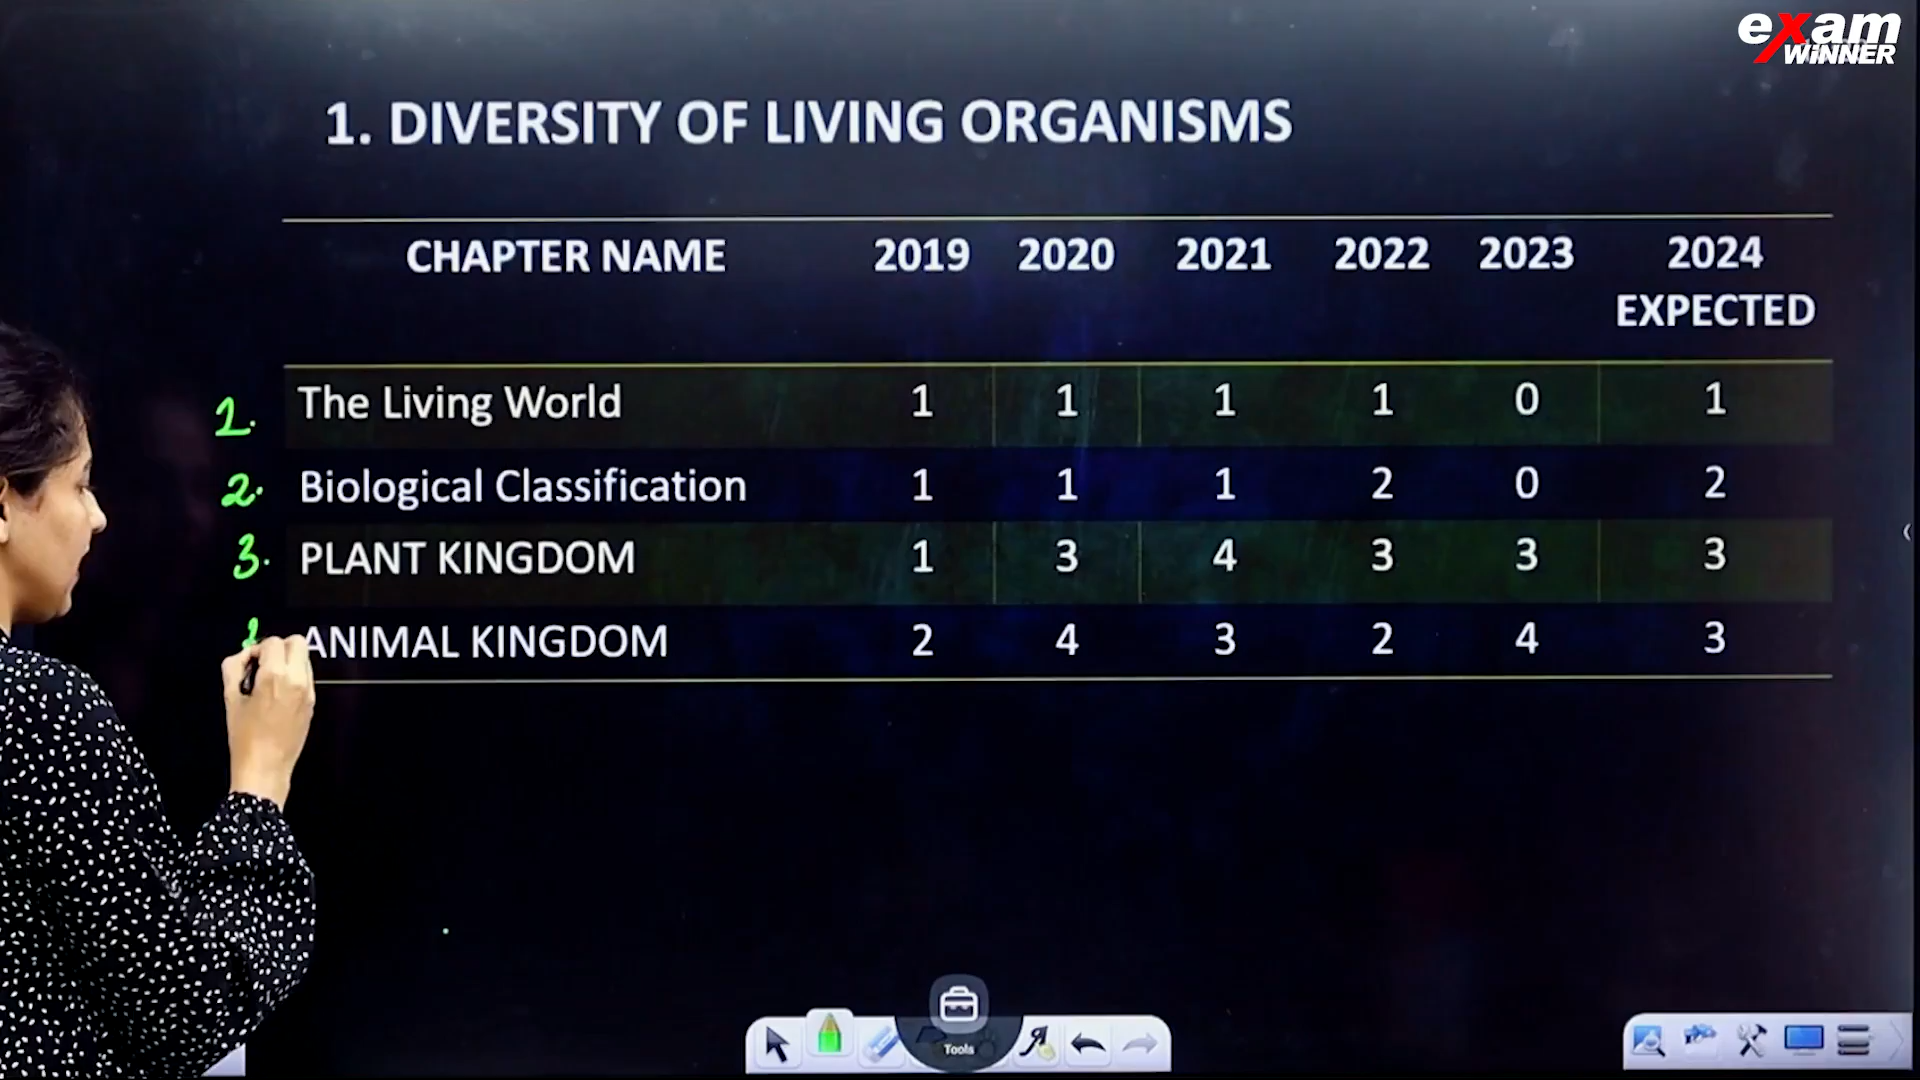 exam
WiNNER
1. DIVERSITY OF LIVING ORGANISMS
CHAPTER NAME 2019 2020 2021 2022 2023 2024 EXPECTED
1. The Living World 1 1 1 1 0 1
2. Biological Classification 1 1 1 2 0 2
3. PLANT KINGDOM 1 3 4 3 3 3
ANIMAL KINGDOM 2 4 3 2 4 3
Tools